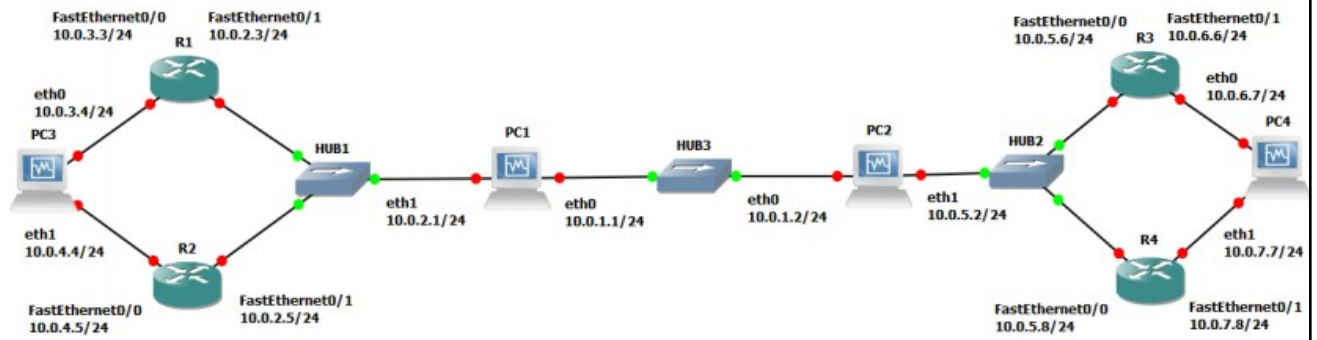 FastEthernet0/0
10.0.3.3/24
FastEthernet0/1
10.0.2.3/24
R1
eth0
10.0.3.4/24
PC3
eth1
10.0.4.4/24
R2
FastEthernet0/0
10.0.4.5/24
FastEthernet0/1
10.0.2.5/24
HUB1
eth1
10.0.2.1/24
PC1
eth0
10.0.1.1/24
HUB3
eth0
10.0.1.2/24
PC2
eth1
10.0.5.2/24
HUB2
FastEthernet0/0
10.0.5.6/24
R3
FastEthernet0/1
10.0.6.6/24
eth0
10.0.6.7/24
PC4
eth1
10.0.7.7/24
R4
FastEthernet0/0
10.0.5.8/24
FastEthernet0/1
10.0.7.8/24